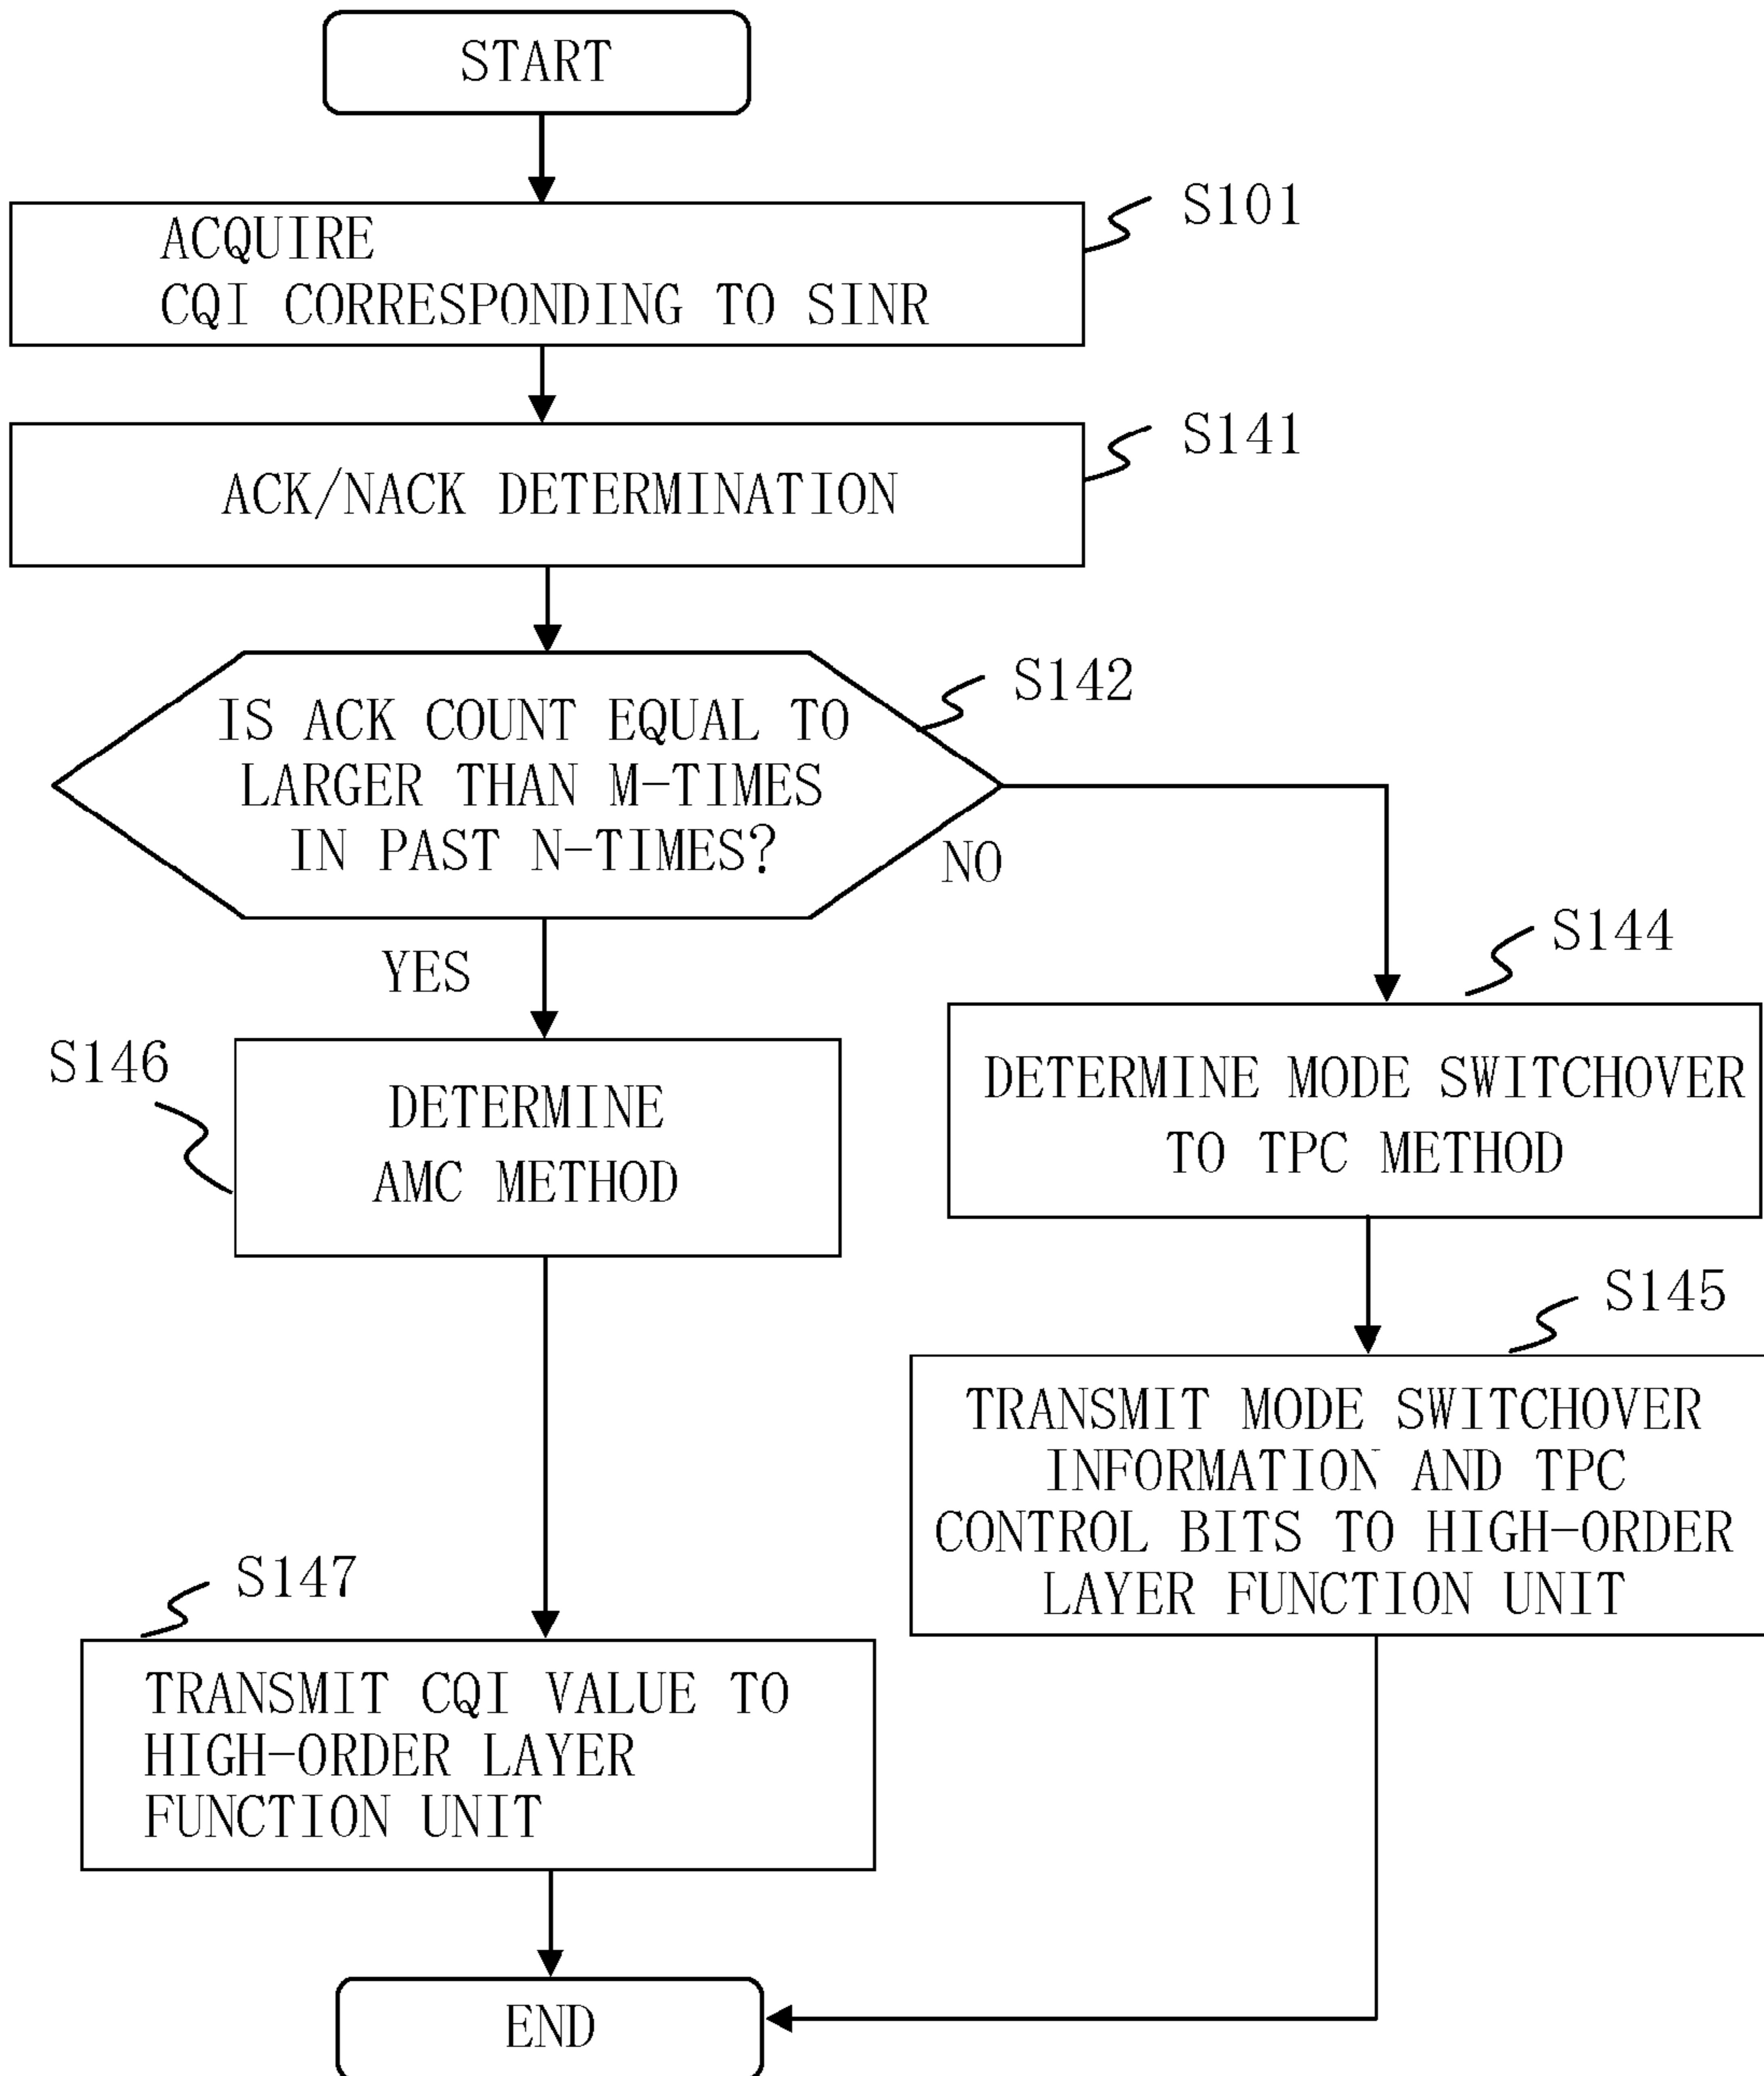 START
S101
ACQUIRE
CQI CORRESPONDING TO SINR
S141
ACK/NACK DETERMINATION
S142
IS ACK COUNT EQUAL TO
LARGER THAN M-TIMES
IN PAST N-TIMES?
NO
YES
S144
S146
DETERMINE
AMC METHOD
DETERMINE MODE SWITCHOVER
TO TPC METHOD
S145
TRANSMIT MODE SWITCHOVER
INFORMATION AND TPC
CONTROL BITS TO HIGH-ORDER
LAYER FUNCTION UNIT
S147
TRANSMIT CQI VALUE TO
HIGH-ORDER LAYER
FUNCTION UNIT
END